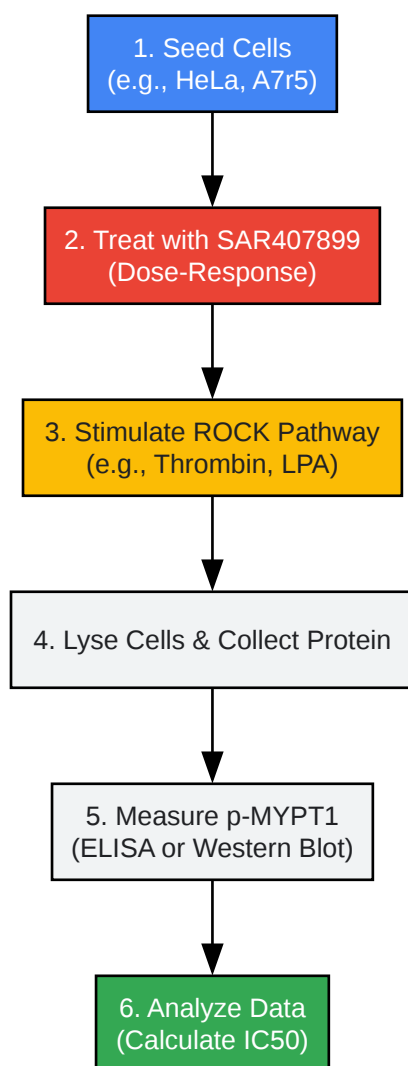 1. Seed Cells
(e.g., HeLa, A7r5)
2. Treat with SAR407899
(Dose-Response)
3. Stimulate ROCK Pathway
(e.g., Thrombin, LPA)
4. Lyse Cells & Collect Protein
5. Measure p-MYPT1
(ELISA or Western Blot)
6. Analyze Data
(Calculate IC50)